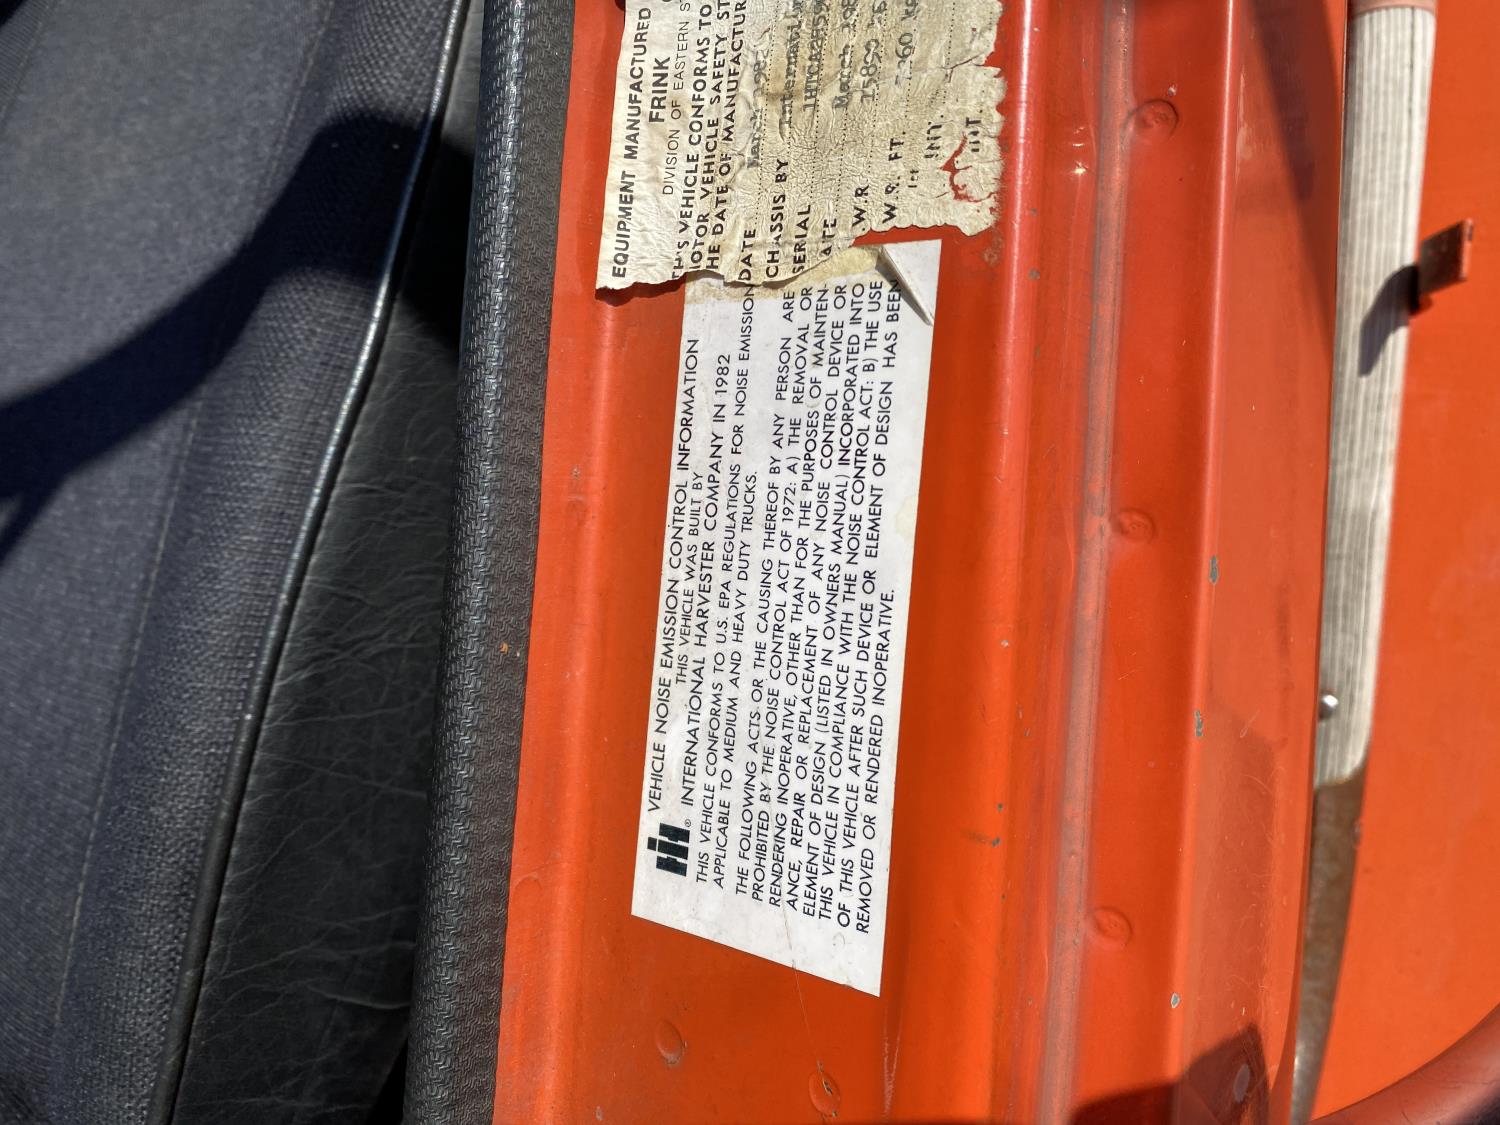 EQUIPMENT MANUFACTURED
FRINK
DIVISION OF EASTERN
THIS VEHICLE CONFORMS TO
MOTOR VEHICLE SAFETY
THE DATE OF MANUFACTUR
DATE
CHASSIS BY
SERIAL
March
W.R
W.R. FT.
INT.
INT.
VEHICLE NOISE EMISSION CONTROL INFORMATION
THIS VEHICLE WAS BUILT BY
® INTERNATIONAL HARVESTER COMPANY IN 1982
THIS VEHICLE CONFORMS TO U.S. EPA REGULATIONS FOR NOISE EMISSION
APPLICABLE TO MEDIUM AND HEAVY DUTY TRUCKS.
THE FOLLOWING ACTS OR THE CAUSING THEREOF BY ANY PERSON ARE
PROHIBITED BY THE NOISE CONTROL ACT OF 1972: A) THE REMOVAL OR
RENDERING INOPERATIVE, OTHER THAN FOR THE PURPOSES OF MAINTEN-
ANCE, REPAIR OR REPLACEMENT OF ANY NOISE CONTROL DEVICE OR
ELEMENT OF DESIGN (LISTED IN OWNERS MANUAL) INCORPORATED INTO
THIS VEHICLE IN COMPLIANCE WITH THE NOISE CONTROL ACT: B) THE USE
OF THIS VEHICLE AFTER SUCH DEVICE OR ELEMENT OF DESIGN HAS BEEN
REMOVED OR RENDERED INOPERATIVE.